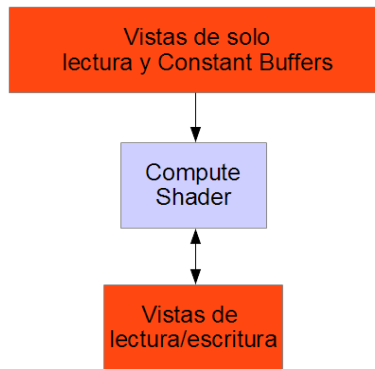 Vistas de solo
lectura y Constant Buffers
Compute
Shader
Vistas de
lectura/escritura